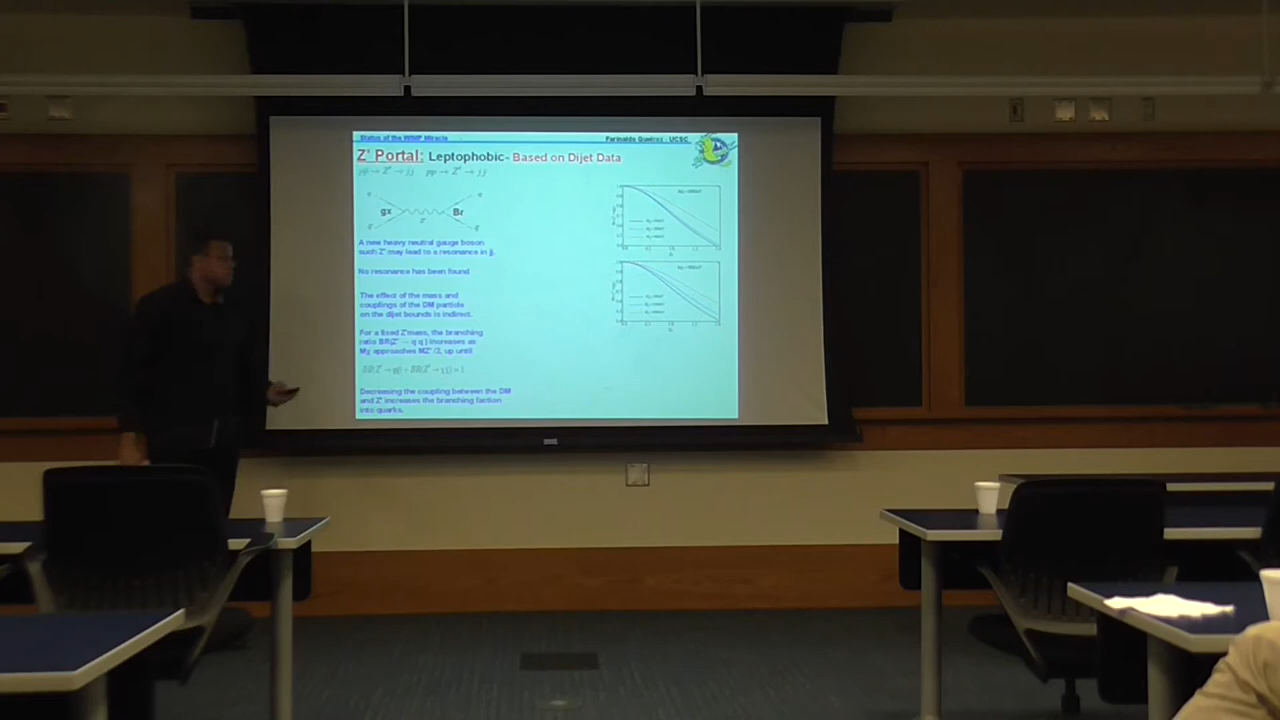 Status of the WIMP Miracle
Farinaldo Queiroz - UCSC
Z' Portal: Leptophobic- Based on Dijet Data
gx Br
A new heavy neutral gauge boson
such Z' may lead to a resonance in jj.
No resonance has been found
The effect of the mass and
couplings of the DM particle
on the dijet bounds is indirect.
For a fixed Z'mass, the branching
ratio BR(Z' → q q ) increases as
Mχ approaches MZ' /2, up until
Decreasing the coupling between the DM
and Z' increases the branching fraction
into quarks.